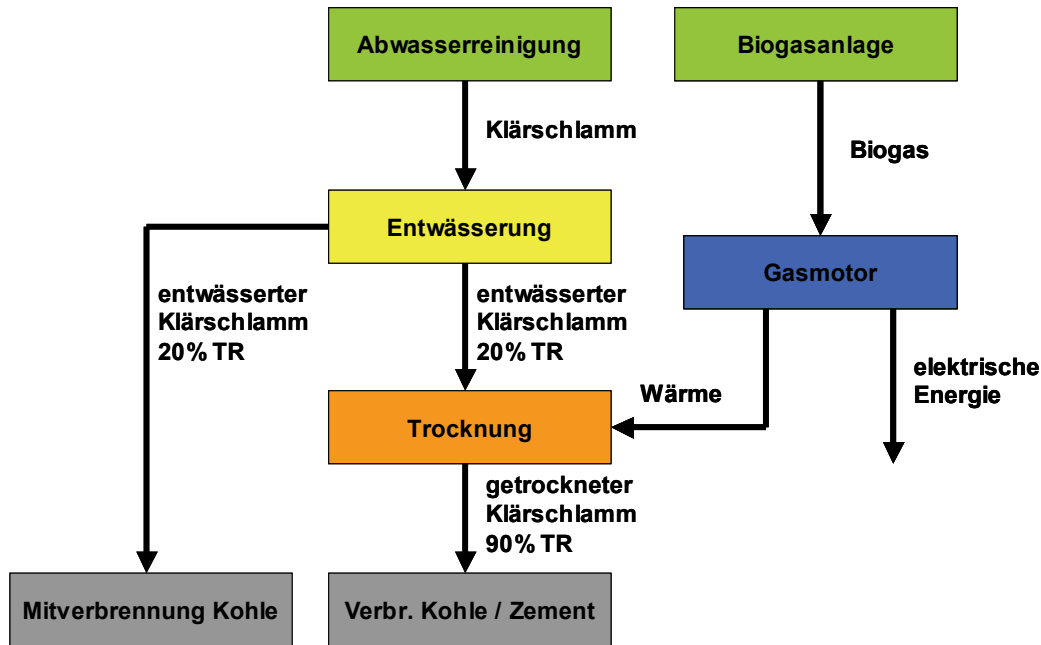 Abwasserreinigung
Biogasanlage
Klärschlamm
Biogas
Entwässerung
Gasmotor
entwässerter
Klärschlamm
20% TR
entwässerter
Klärschlamm
20% TR
elektrische
Energie
Wärme
Trocknung
getrockneter
Klärschlamm
90% TR
Mitverbrennung Kohle
Verbr. Kohle / Zement